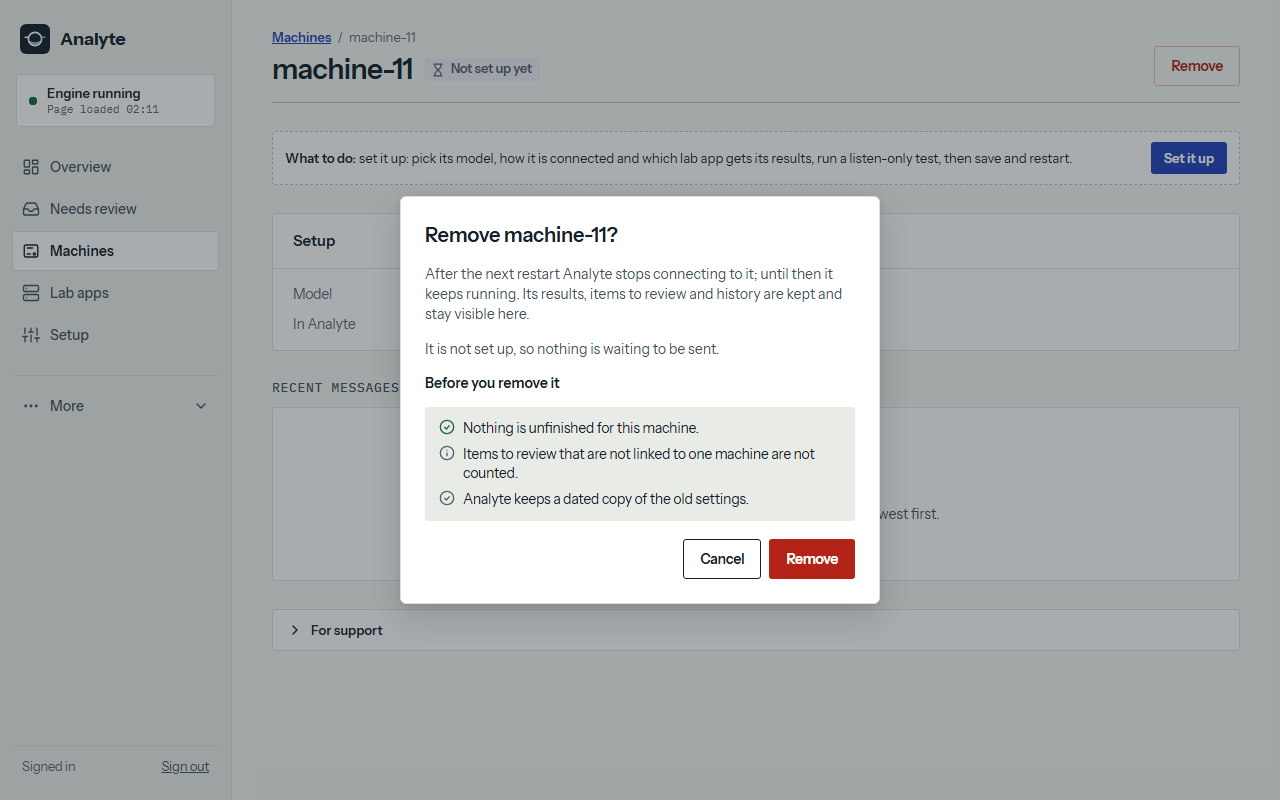 Analyte
Engine running
Page loaded 02:11
Overview
Needs review
Machines
Lab apps
Setup
More
Signed in
Sign out
Machines / machine-11
machine-11
Not set up yet
Remove
What to do: set it up: pick its model, how it is connected and which lab app gets its results, run a listen-only test, then save and restart.
Set it up
Setup
Model
In Analyte
RECENT MESSAGES
first.
For support
Remove machine-11?
After the next restart Analyte stops connecting to it; until then it
keeps running. Its results, items to review and history are kept and
stay visible here.
It is not set up, so nothing is waiting to be sent.
Before you remove it
Nothing is unfinished for this machine.
Items to review that are not linked to one machine are not
counted.
Analyte keeps a dated copy of the old settings.
Cancel
Remove